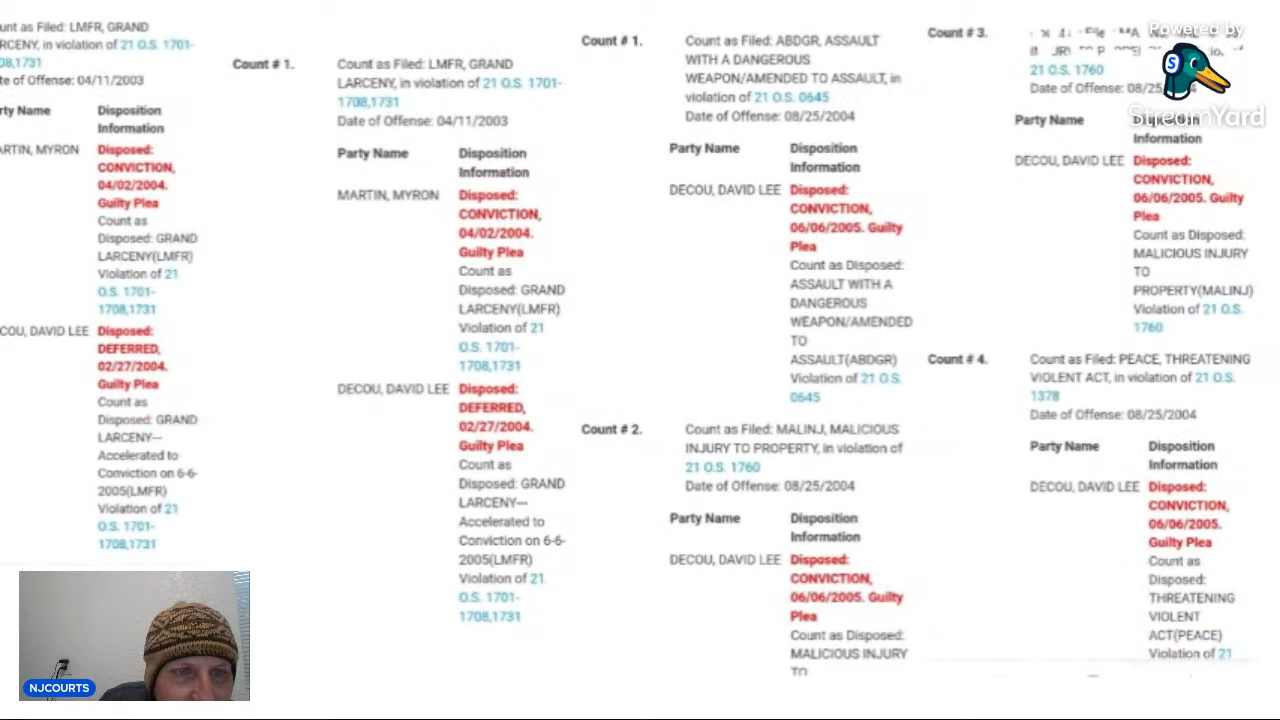 unt as Filed: LMFR, GRAND
RCENY, in violation of 21 O.S. 1701-
08,1731
te of Offense: 04/11/2003
rty Name Disposition
Information
ARTIN, MYRON Disposed:
CONVICTION,
04/02/2004.
Guilty Plea
Count as
Disposed: GRAND
LARCENY(LMFR)
Violation of 21
O.S. 1701-
1708,1731
COU, DAVID LEE Disposed:
DEFERRED,
02/27/2004.
Guilty Plea
Count as
Disposed: GRAND
LARCENY---
Accelerated to
Conviction on 6-6-
2005(LMFR)
Violation of 21
O.S. 1701-
1708,1731
Count # 1. Count as Filed: LMFR, GRAND
LARCENY, in violation of 21 O.S. 1701-
1708,1731
Date of Offense: 04/11/2003
Party Name Disposition
Information
MARTIN, MYRON Disposed:
CONVICTION,
04/02/2004.
Guilty Plea
Count as
Disposed: GRAND
LARCENY(LMFR)
Violation of 21
O.S. 1701-
1708,1731
DECOU, DAVID LEE Disposed:
DEFERRED,
02/27/2004.
Guilty Plea
Count as
Disposed: GRAND
LARCENY---
Accelerated to
Conviction on 6-6-
2005(LMFR)
Violation of 21
O.S. 1701-
1708,1731
Count # 1. Count as Filed: ABDGR, ASSAULT
WITH A DANGEROUS
WEAPON/AMENDED TO ASSAULT, in
violation of 21 O.S. 0645
Date of Offense: 08/25/2004
Party Name Disposition
Information
DECOU, DAVID LEE Disposed:
CONVICTION,
06/06/2005. Guilty
Plea
Count as Disposed:
ASSAULT WITH A
DANGEROUS
WEAPON/AMENDED
TO
ASSAULT(ABDGR)
Violation of 21 O.S.
0645
Count # 2. Count as Filed: MALINJ, MALICIOUS
INJURY TO PROPERTY, in violation of
21 O.S. 1760
Date of Offense: 08/25/2004
Party Name Disposition
Information
DECOU, DAVID LEE Disposed:
CONVICTION,
06/06/2005. Guilty
Plea
Count as Disposed:
MALICIOUS INJURY
TO
Count # 3.
21 O.S. 1760
Date of Offense: 08/25
Party Name Disposition
Information
DECOU, DAVID LEE Disposed:
CONVICTION,
06/06/2005. Guilty
Plea
Count as Disposed:
MALICIOUS INJURY
TO
PROPERTY(MALINJ)
Violation of 21 O.S.
1760
Count # 4. Count as Filed: PEACE, THREATENING
VIOLENT ACT, in violation of 21 O.S.
1378
Date of Offense: 08/25/2004
Party Name Disposition
Information
DECOU, DAVID LEE Disposed:
CONVICTION,
06/06/2005.
Guilty Plea
Count as
Disposed:
THREATENING
VIOLENT
ACT(PEACE)
Violation of 21
Powered by
S
StreamYard
NJCOURTS